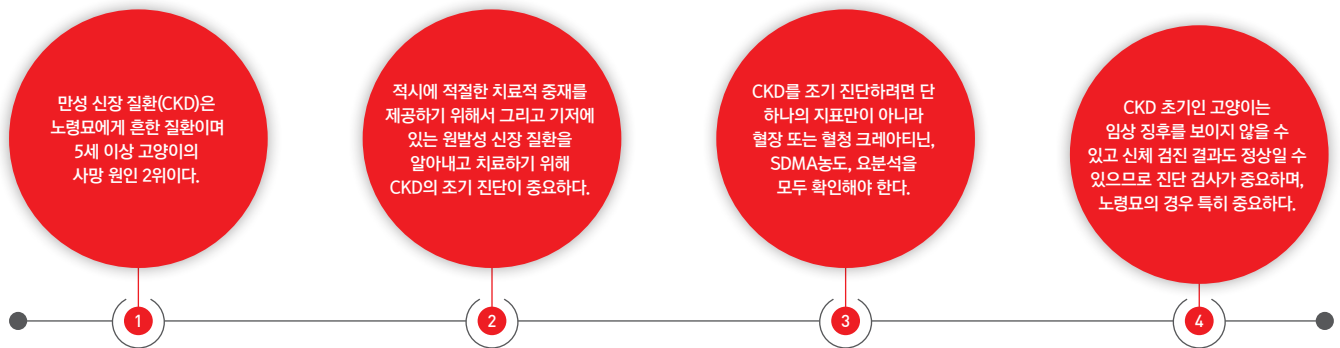 만성 신장 질환(CKD)은
노령묘에게 흔한 질환이며
5세 이상 고양이의
사망 원인 2위이다.
1
적시에 적절한 치료적 중재를
제공하기 위해서 그리고 기저에
있는 원발성 신장 질환을
알아내고 치료하기 위해
CKD의 조기 진단이 중요하다.
2
CKD를 조기 진단하려면 단
하나의 지표만이 아니라
혈장 또는 혈청 크레아티닌,
SDMA농도, 요분석을
모두 확인해야 한다.
3
CKD 초기인 고양이는
임상 징후를 보이지 않을 수
있고 신체 검진 결과도 정상일 수
있으므로 진단 검사가 중요하며,
노령묘의 경우 특히 중요하다.
4